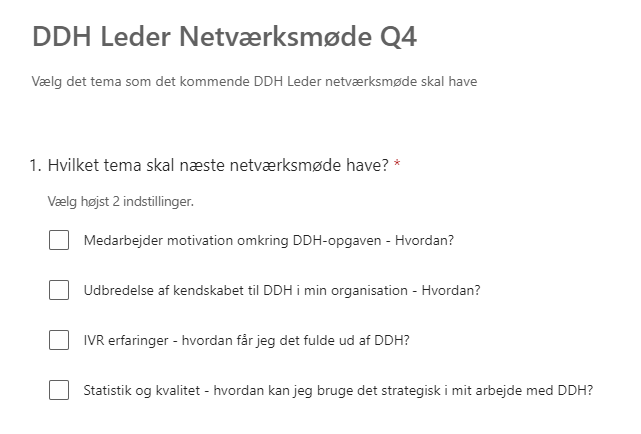 DDH Leder Netværksmøde Q4
Vælg det tema som det kommende DDH Leder netværksmøde skal have
1. Hvilket tema skal næste netværksmøde have? *
Vælg højst 2 indstillinger.
Medarbejder motivation omkring DDH-opgaven - Hvordan?
Udbredelse af kendskabet til DDH i min organisation - Hvordan?
IVR erfaringer - hvordan får jeg det fulde ud af DDH?
Statistik og kvalitet - hvordan kan jeg bruge det strategisk i mit arbejde med DDH?